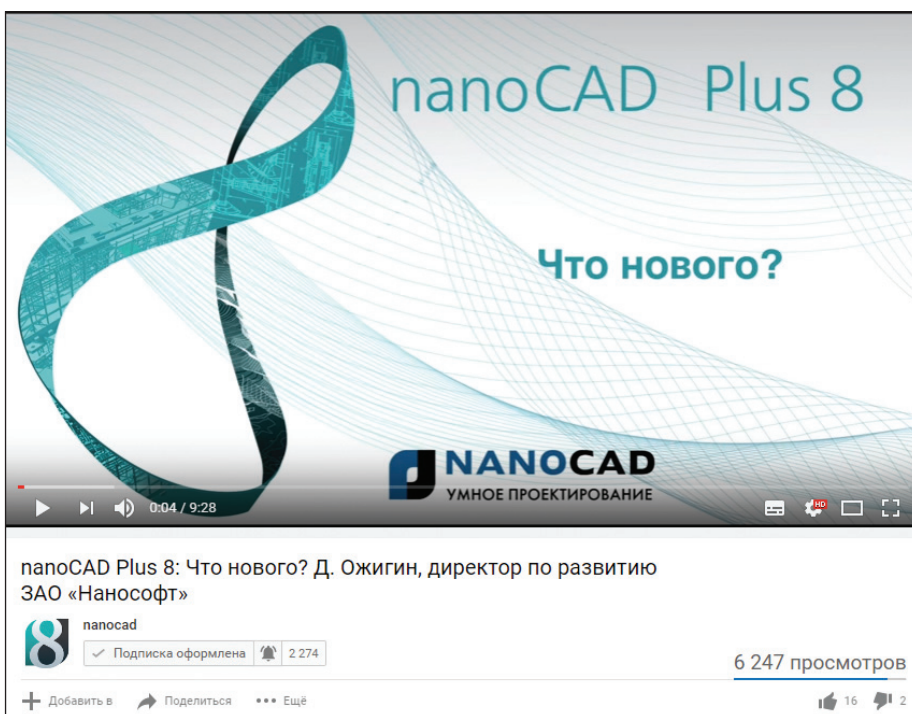 nanoCAD Plus 8
Что нового?
NANOCAD
УМНОЕ ПРОЕКТИРОВАНИЕ
0:04 / 9:28
HD
nanoCAD Plus 8: Что нового? Д. Ожигин, директор по развитию
ЗАО «Нанософт»
8
nanocad
Подписка оформлена 2 274
6 247 просмотров
Добавить в Поделиться Ещё 16 2